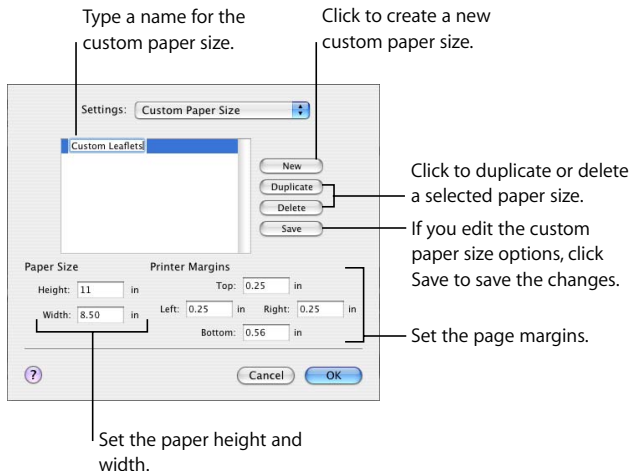 Type a name for the
custom paper size.
Click to create a new
custom paper size.
Settings: Custom Paper Size
Custom Leaflets
New
Duplicate
Delete
Save
Click to duplicate or delete
a selected paper size.
If you edit the custom
paper size options, click
Save to save the changes.
Paper Size
Height: 11 in
Width: 8.50 in
Printer Margins
Top: 0.25 in
Left: 0.25 in Right: 0.25 in
Bottom: 0.56 in
Set the page margins.
?
Cancel
OK
Set the paper height and
width.